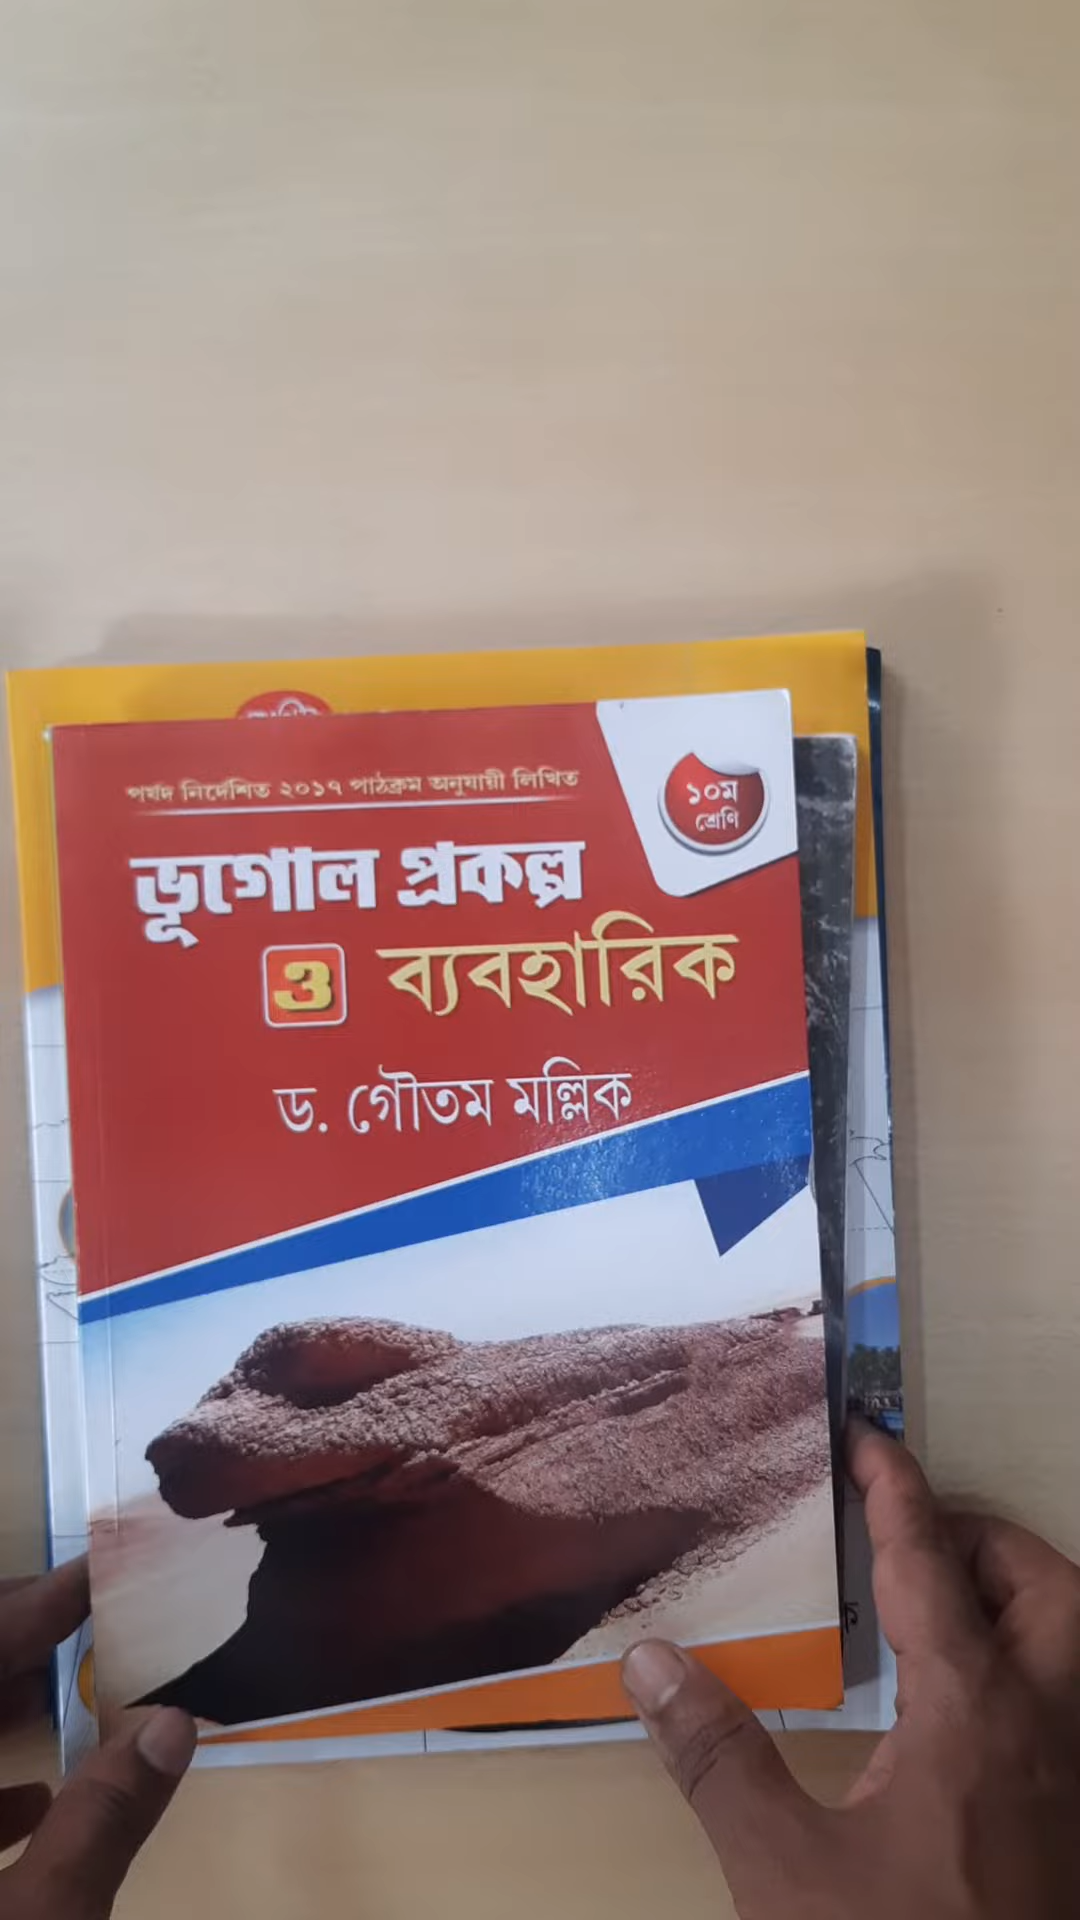 পর্ষদ নির্দেশিত ২০১৭ পাঠক্রম অনুযায়ী লিখিত
১০ম
শ্রেণি
ভূগোল প্রকল্প
ও ব্যবহারিক
ড. গৌতম মল্লিক